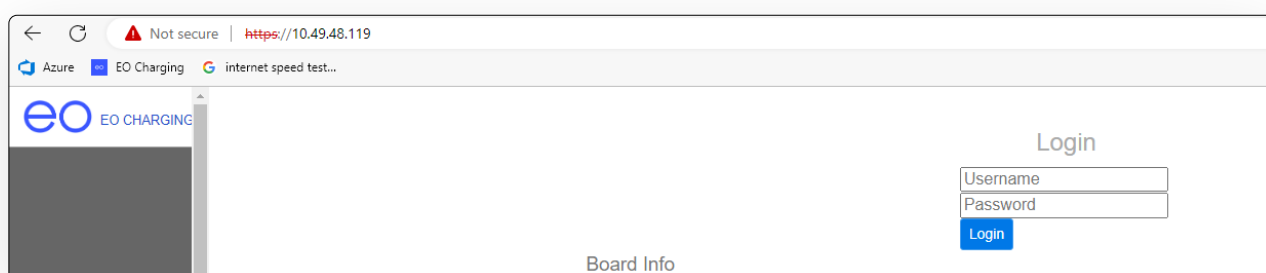 Not secure | https://10.49.48.119
Azure EO Charging internet speed test...
eo EO CHARGING
Login
Username
Password
Login
Board Info